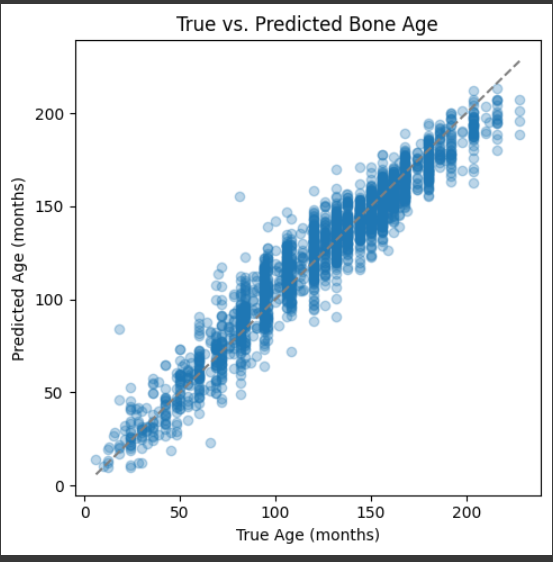 True vs. Predicted Bone Age
200
150
100
50
0
Predicted Age (months)
0 50 100 150 200
True Age (months)